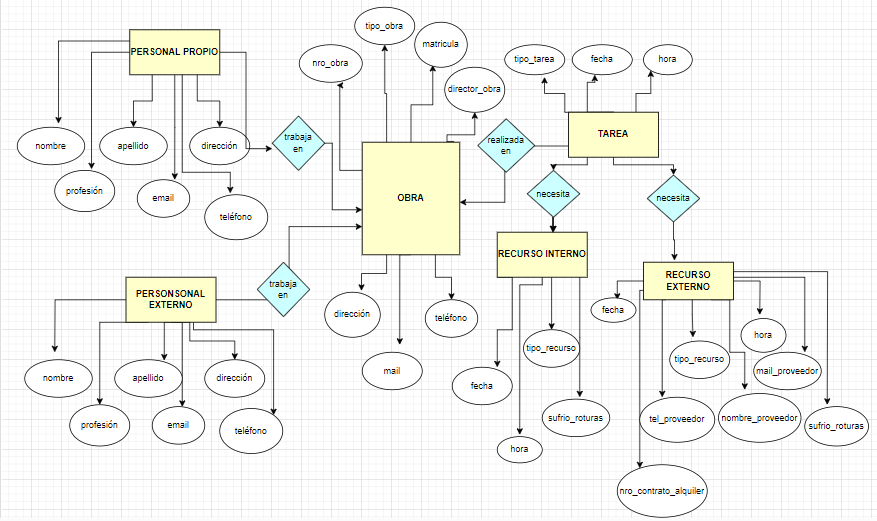 PERSONAL PROPIO
nombre
profesión
apellido
email
dirección
teléfono
trabaja
en
nro_obra
tipo_obra
matricula
director_obra
OBRA
dirección
mail
teléfono
PERSONSONAL
EXTERNO
nombre
profesión
apellido
email
dirección
teléfono
trabaja
en
tipo_tarea
fecha
hora
TAREA
realizada
en
necesita
necesita
RECURSO INTERNO
fecha
hora
tipo_recurso
sufrio_roturas
RECURSO
EXTERNO
fecha
nro_contrato_alquiler
tel_proveedor
tipo_recurso
nombre_proveedor
hora
mail_proveedor
sufrio_roturas